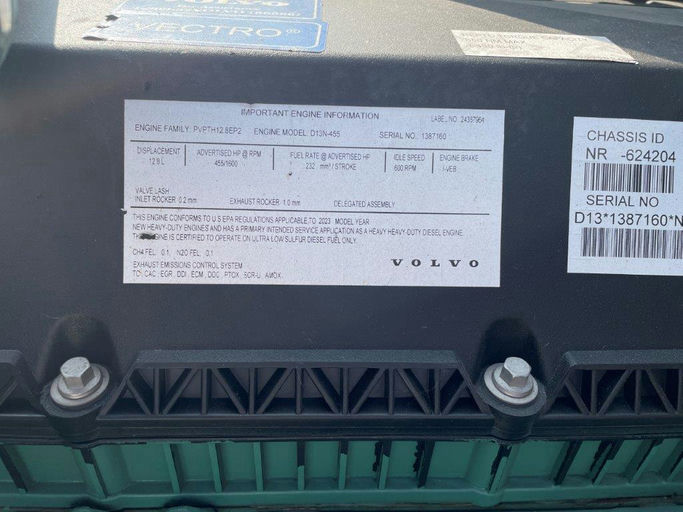 VOLVO
VECTRO
IMPORTANT ENGINE INFORMATION
LABEL NO. 24387964
ENGINE FAMILY: PVPTH12.8EP2 ENGINE MODEL: D13N-455 SERIAL NO.: 1387160
DISPLACEMENT
12.8 L
ADVERTISED HP @ RPM
455/1600
FUEL RATE @ ADVERTISED HP
232 mm³ / STROKE
IDLE SPEED
600 RPM
ENGINE BRAKE
I-VEB
VALVE LASH
INLET ROCKER 0.2 mm EXHAUST ROCKER 1.0 mm DELEGATED ASSEMBLY
THIS ENGINE CONFORMS TO U S EPA REGULATIONS APPLICABLE TO 2023 MODEL YEAR
NEW HEAVY-DUTY ENGINES AND HAS A PRIMARY INTENDED SERVICE APPLICATION AS A HEAVY HEAVY-DUTY DIESEL ENGINE.
THIS ENGINE IS CERTIFIED TO OPERATE ON ULTRA LOW SULFUR DIESEL FUEL ONLY.
CH4 FEL: 0.1, N2O FEL: 0.1
EXHAUST EMISSIONS CONTROL SYSTEM
TC, CAC, EGR, DDI, ECM, DOC, PTOX, SCR-U, AMOX.
VOLVO
CHASSIS ID
NR -624204
SERIAL NO
D13*1387160*N